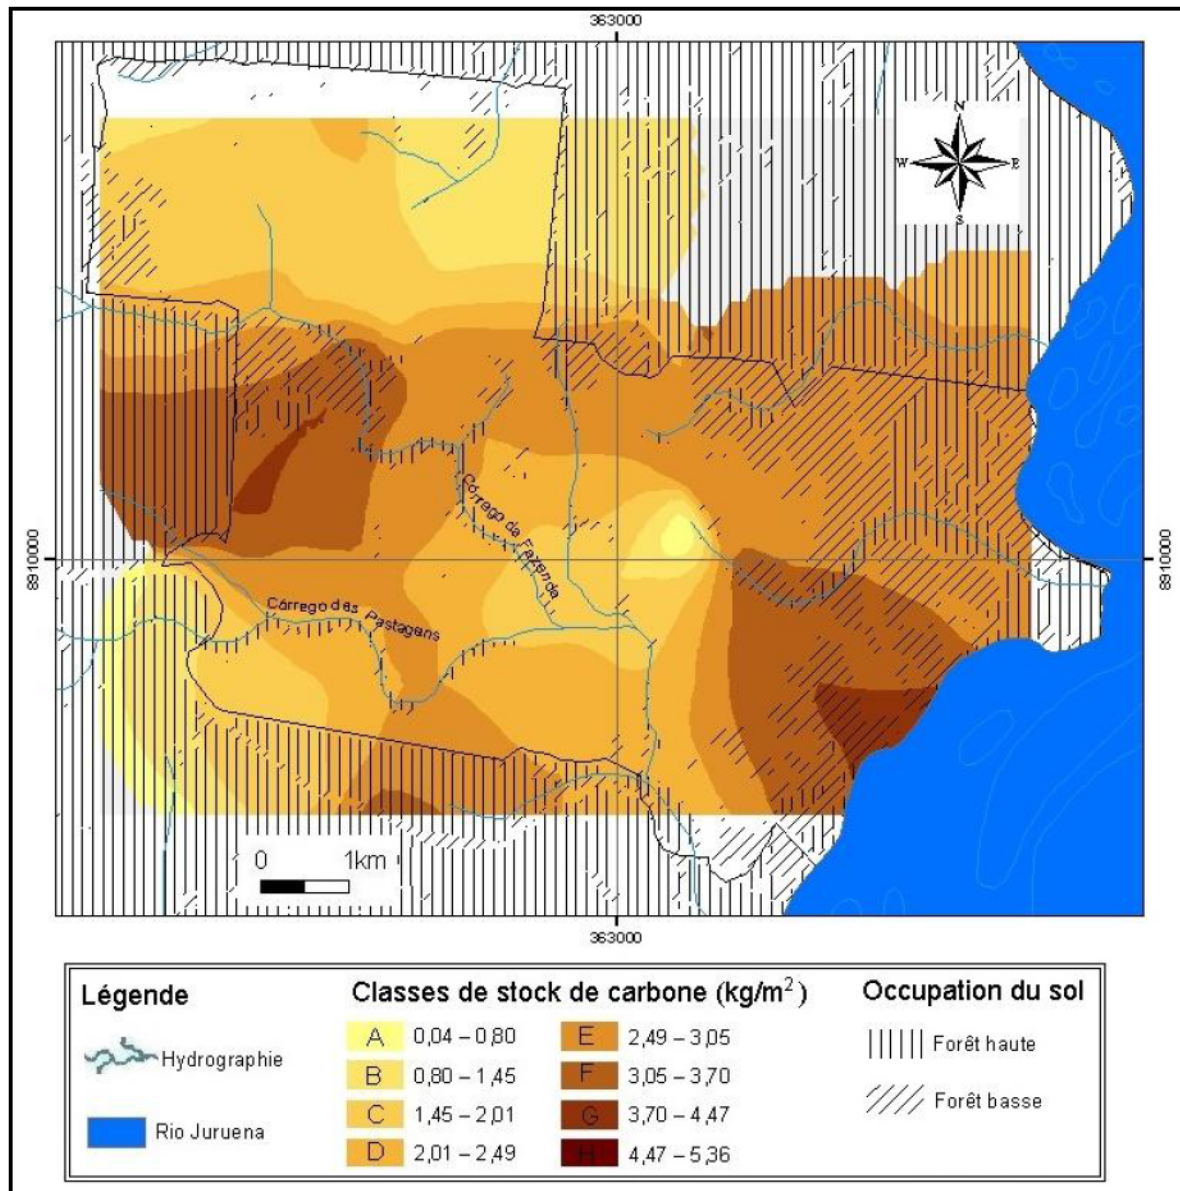 363000
N
W E
S
8910000
8910000
Córrego da Fazenda
Córrego das Pastagens
0 1km
363000
Légende
Hydrographie
Rio Juruena
Classes de stock de carbone (kg/m²)
A 0,04 – 0,80
B 0,80 – 1,45
C 1,45 – 2,01
D 2,01 – 2,49
E 2,49 – 3,05
F 3,05 – 3,70
G 3,70 – 4,47
H 4,47 – 5,36
Occupation du sol
Forêt haute
Forêt basse